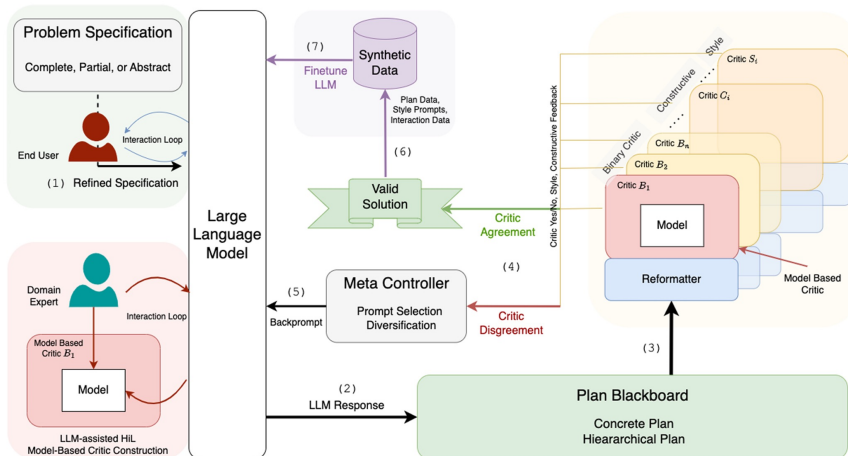 Problem Specification
Complete, Partial, or Abstract
End User
Interaction Loop
(1) Refined Specification
Domain
Expert
Interaction Loop
Model Based
Critic B1
Model
LLM-assisted HiL
Model-Based Critic Construction
Large
Language
Model
(7)
Finetune
LLM
Synthetic
Data
Plan Data,
Style Prompts,
Interaction Data
(6)
Valid
Solution
Critic
Agreement
(5)
Backprompt
Meta Controller
Prompt Selection
Diversification
(4)
Critic
Disgreement
Critic Yes/No, Style, Constructive Feedback
(2)
LLM Response
Plan Blackboard
Concrete Plan
Hieararchical Plan
(3)
Style
Constructive
Binary Critic
Critic Si
Critic Ci
Critic Bn
Critic B2
Critic B1
Model
Reformatter
Model Based
Critic